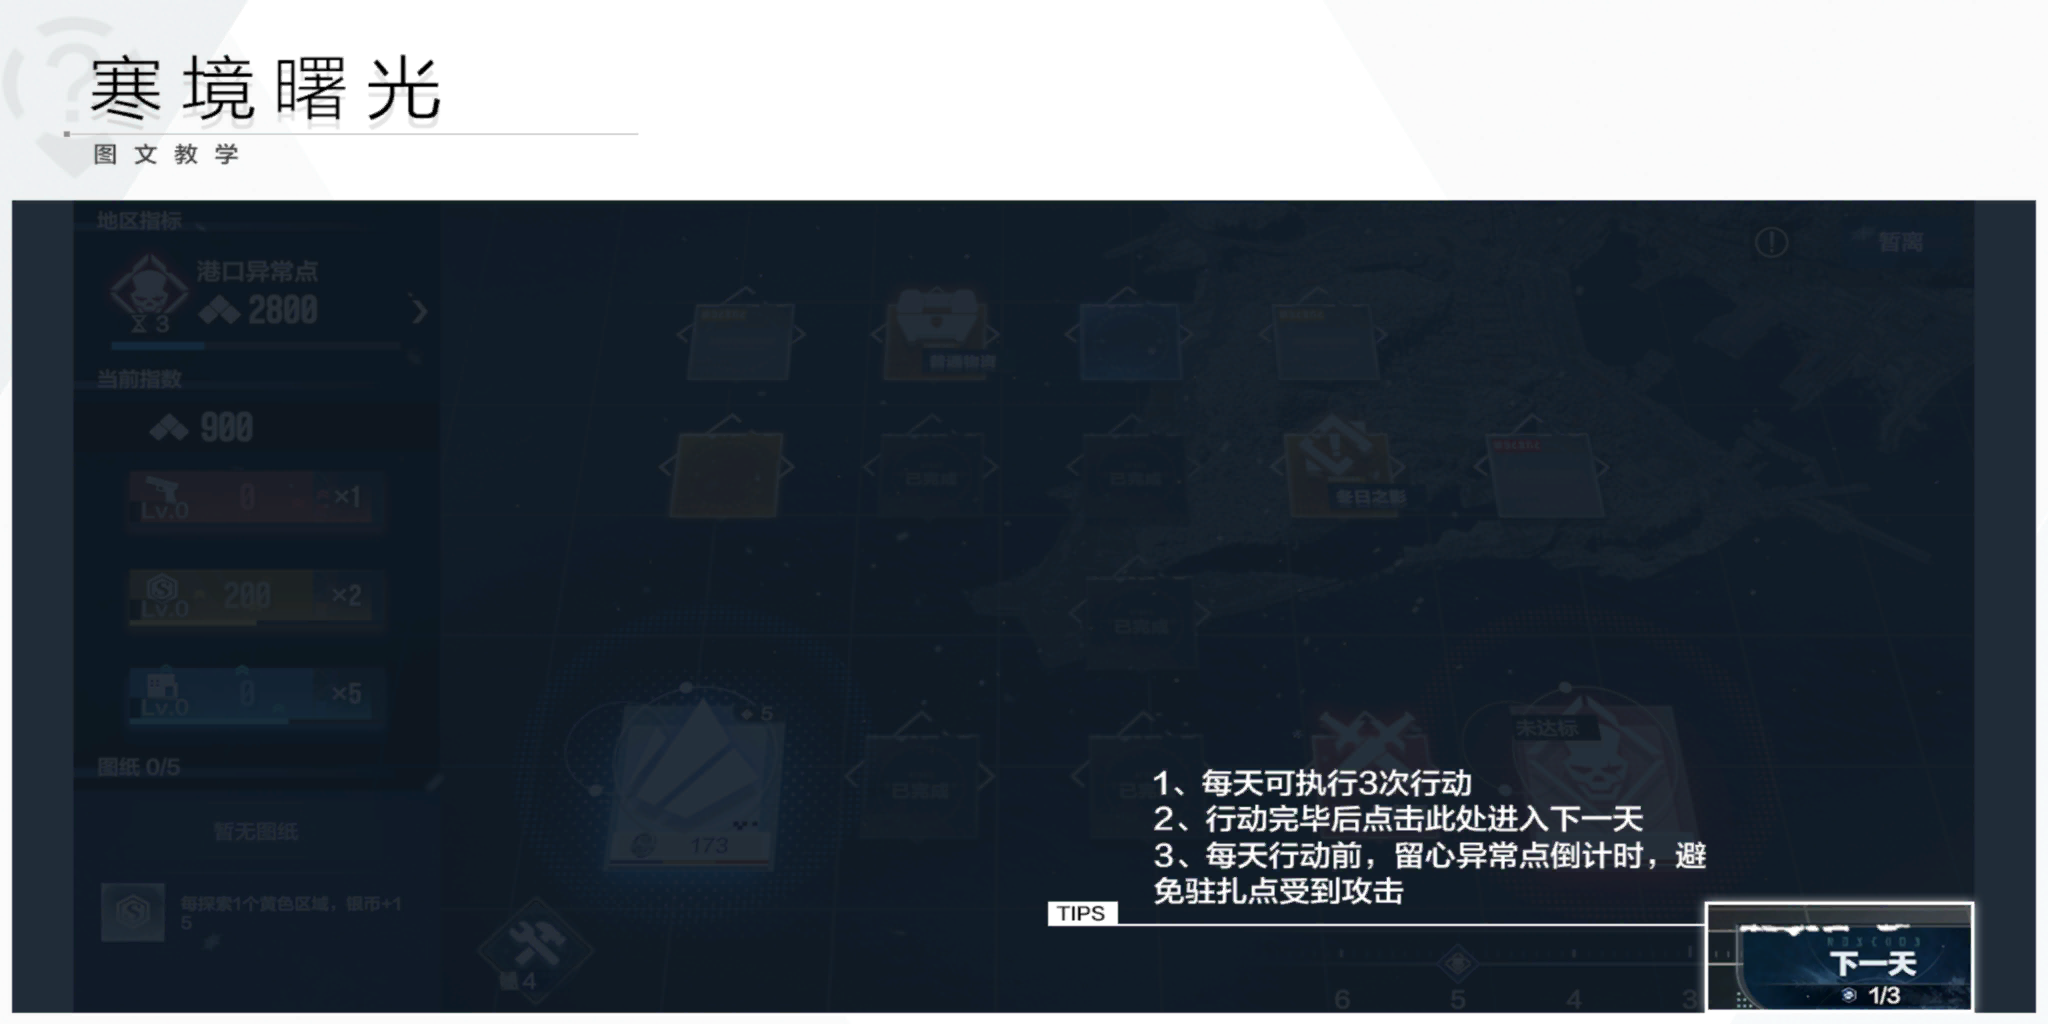 寒境曙光
图文教学
地区指标
港口异常点
3
2800
暂离
当前指数
900
普通物资
Lv.0
0
×1
已完成
已完成
冬日之影
Lv.0
200
×2
已完成
Lv.0
0
×5
5
未达标
图纸 0/5
已完成
暂无图纸
173
每探索1个黄色区域，银币+1
5
4
1、每天可执行3次行动
2、行动完毕后点击此处进入下一天
3、每天行动前，留心异常点倒计时，避
免驻扎点受到攻击
TIPS
6 5 4 3
下一天
1/3